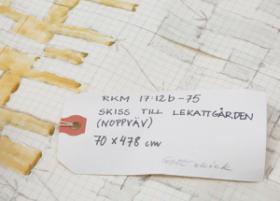 RKM 17:12b-75
SKISS TILL LEKATTGÅRDEN
(NOPPVÄV)
70 x 478 cm